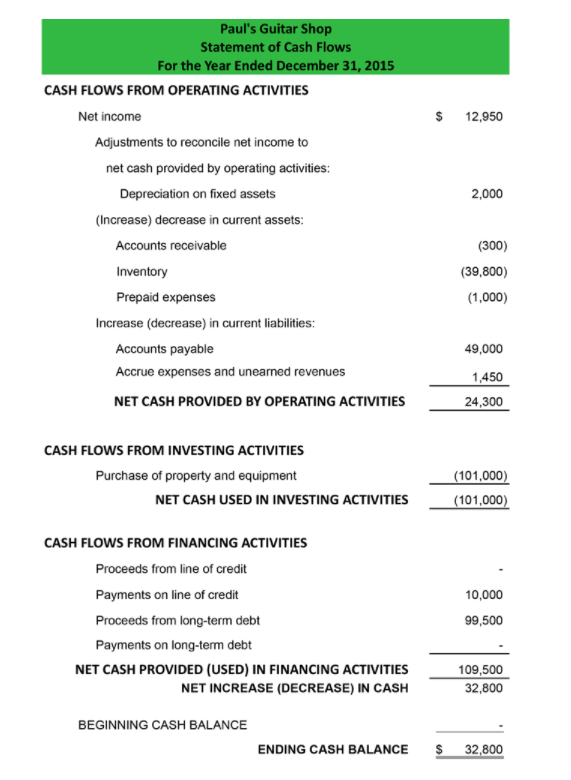 Paul's Guitar Shop
Statement of Cash Flows
For the Year Ended December 31, 2015
CASH FLOWS FROM OPERATING ACTIVITIES
Net income $ 12,950
Adjustments to reconcile net income to
net cash provided by operating activities:
Depreciation on fixed assets 2,000
(Increase) decrease in current assets:
Accounts receivable (300)
Inventory (39,800)
Prepaid expenses (1,000)
Increase (decrease) in current liabilities:
Accounts payable 49,000
Accrue expenses and unearned revenues 1,450
NET CASH PROVIDED BY OPERATING ACTIVITIES 24,300
CASH FLOWS FROM INVESTING ACTIVITIES
Purchase of property and equipment (101,000)
NET CASH USED IN INVESTING ACTIVITIES (101,000)
CASH FLOWS FROM FINANCING ACTIVITIES
Proceeds from line of credit -
Payments on line of credit 10,000
Proceeds from long-term debt 99,500
Payments on long-term debt -
NET CASH PROVIDED (USED) IN FINANCING ACTIVITIES 109,500
NET INCREASE (DECREASE) IN CASH 32,800
BEGINNING CASH BALANCE -
ENDING CASH BALANCE $ 32,800